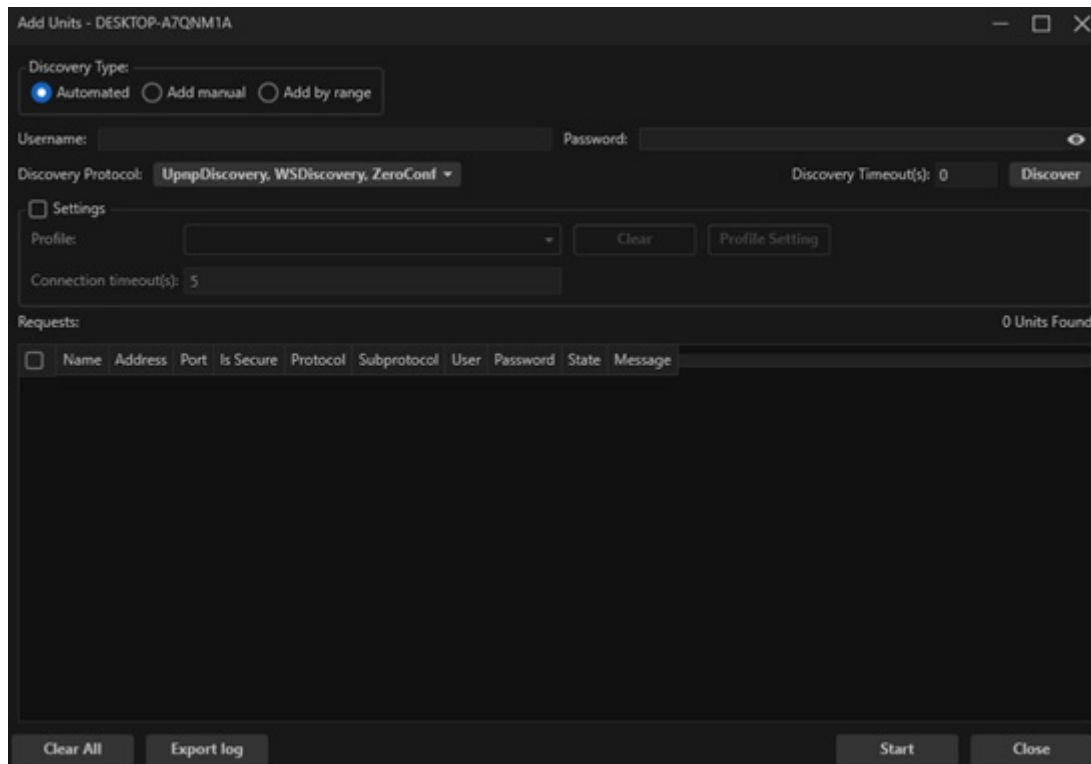 Add Units - DESKTOP-A7QNM1A
Discovery Type:
Automated Add manual Add by range
Username: Password:
Discovery Protocol: UpnpDiscovery, WSDiscovery, ZeroConf Discovery Timeout(s): 0 Discover
Settings
Profile: Clear Profile Setting
Connection timeout(s): 5
Requests: 0 Units Found
Name Address Port Is Secure Protocol Subprotocol User Password State Message
Clear All Export log Start Close